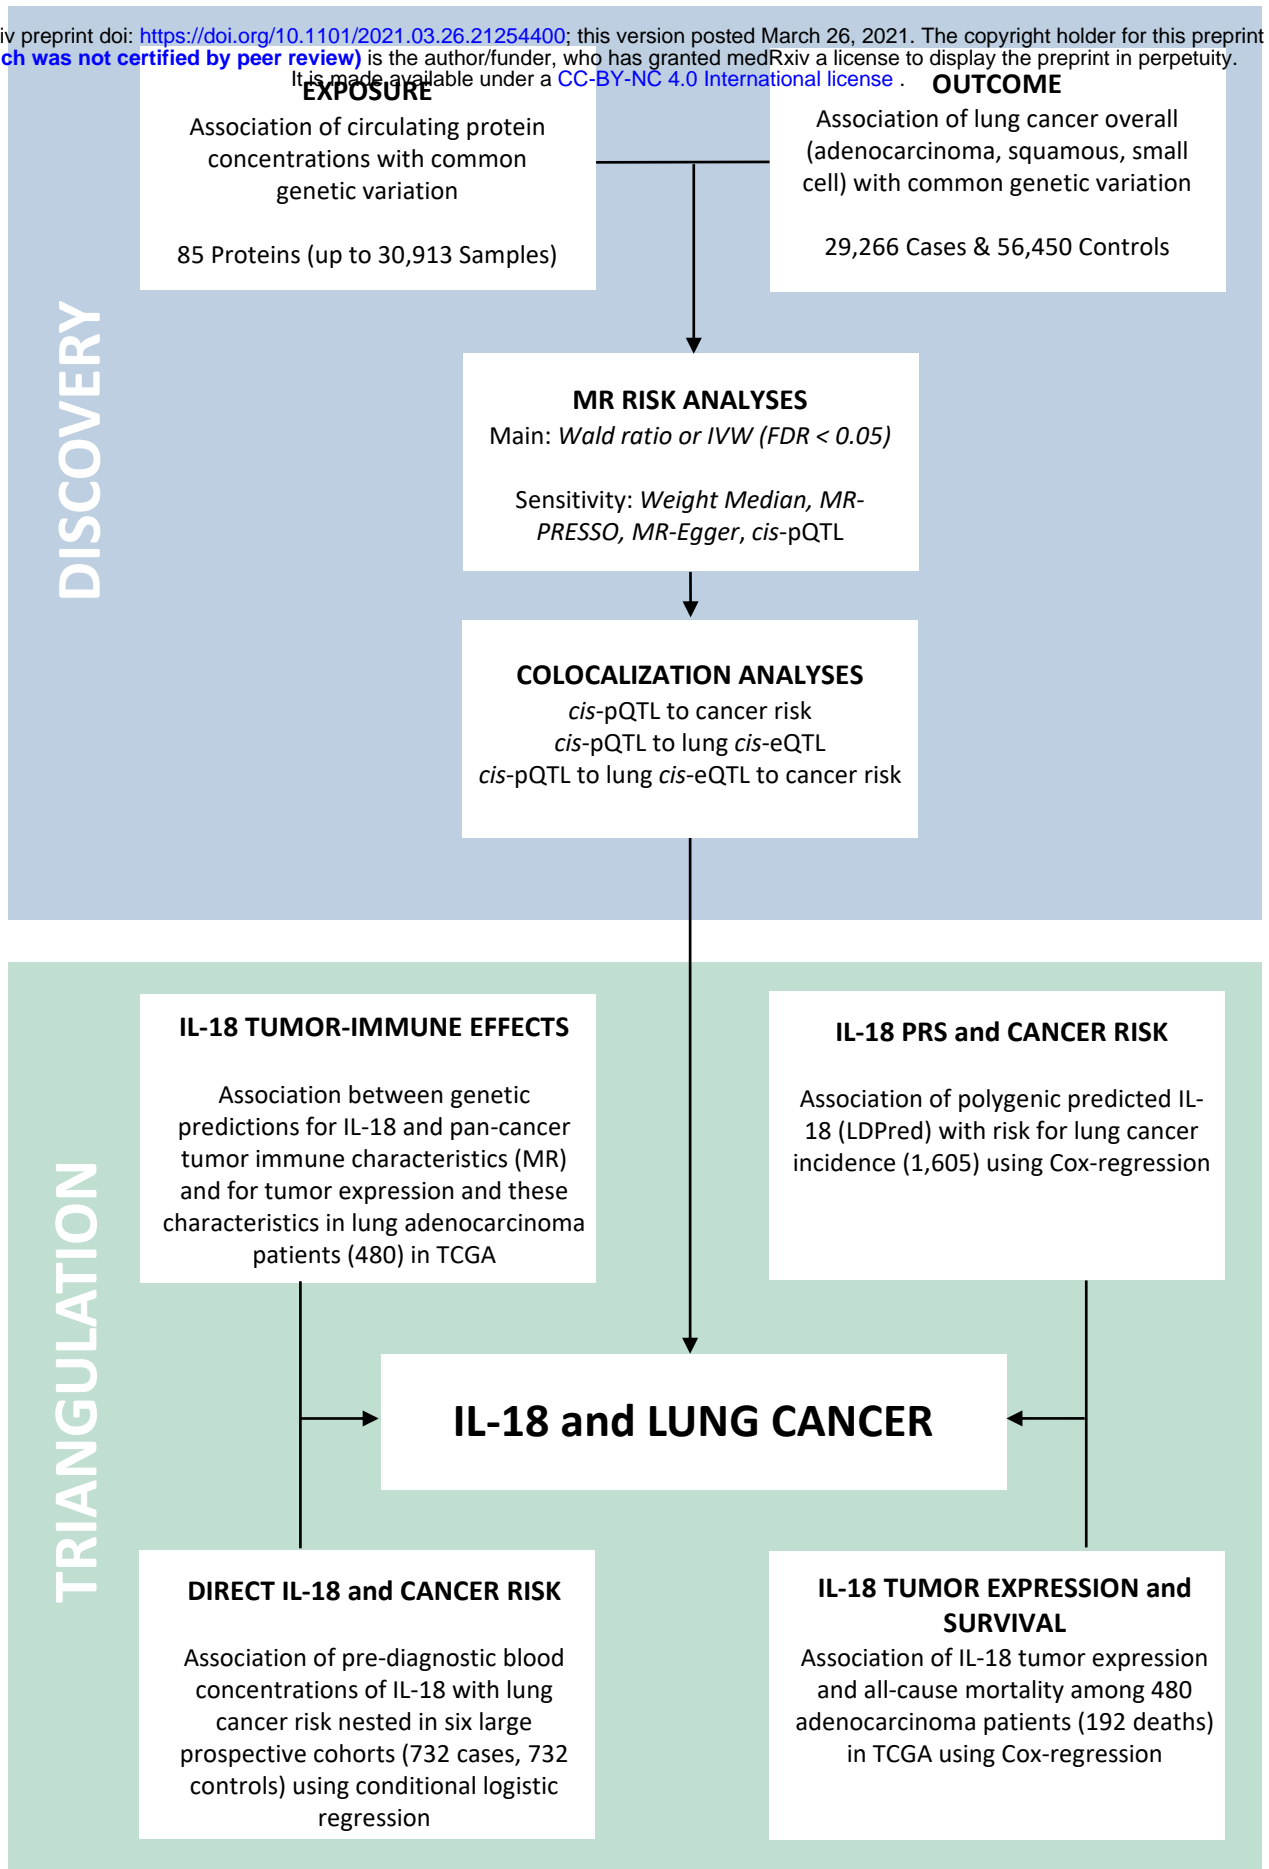 iv preprint doi: https://doi.org/10.1101/2021.03.26.21254400; this version posted March 26, 2021. The copyright holder for this preprint
ch was not certified by peer review) is the author/funder, who has granted medRxiv a license to display the preprint in perpetuity.
It is made available under a CC-BY-NC 4.0 International license .
EXPOSURE
Association of circulating protein
concentrations with common
genetic variation
85 Proteins (up to 30,913 Samples)
OUTCOME
Association of lung cancer overall
(adenocarcinoma, squamous, small
cell) with common genetic variation
29,266 Cases & 56,450 Controls
DISCOVERY
MR RISK ANALYSES
Main: Wald ratio or IVW (FDR < 0.05)
Sensitivity: Weight Median, MR-
PRESSO, MR-Egger, cis-pQTL
COLOCALIZATION ANALYSES
cis-pQTL to cancer risk
cis-pQTL to lung cis-eQTL
cis-pQTL to lung cis-eQTL to cancer risk
TRIANGULATION
IL-18 TUMOR-IMMUNE EFFECTS
Association between genetic
predictions for IL-18 and pan-cancer
tumor immune characteristics (MR)
and for tumor expression and these
characteristics in lung adenocarcinoma
patients (480) in TCGA
IL-18 PRS and CANCER RISK
Association of polygenic predicted IL-
18 (LDPred) with risk for lung cancer
incidence (1,605) using Cox-regression
IL-18 and LUNG CANCER
DIRECT IL-18 and CANCER RISK
Association of pre-diagnostic blood
concentrations of IL-18 with lung
cancer risk nested in six large
prospective cohorts (732 cases, 732
controls) using conditional logistic
regression
IL-18 TUMOR EXPRESSION and
SURVIVAL
Association of IL-18 tumor expression
and all-cause mortality among 480
adenocarcinoma patients (192 deaths)
in TCGA using Cox-regression